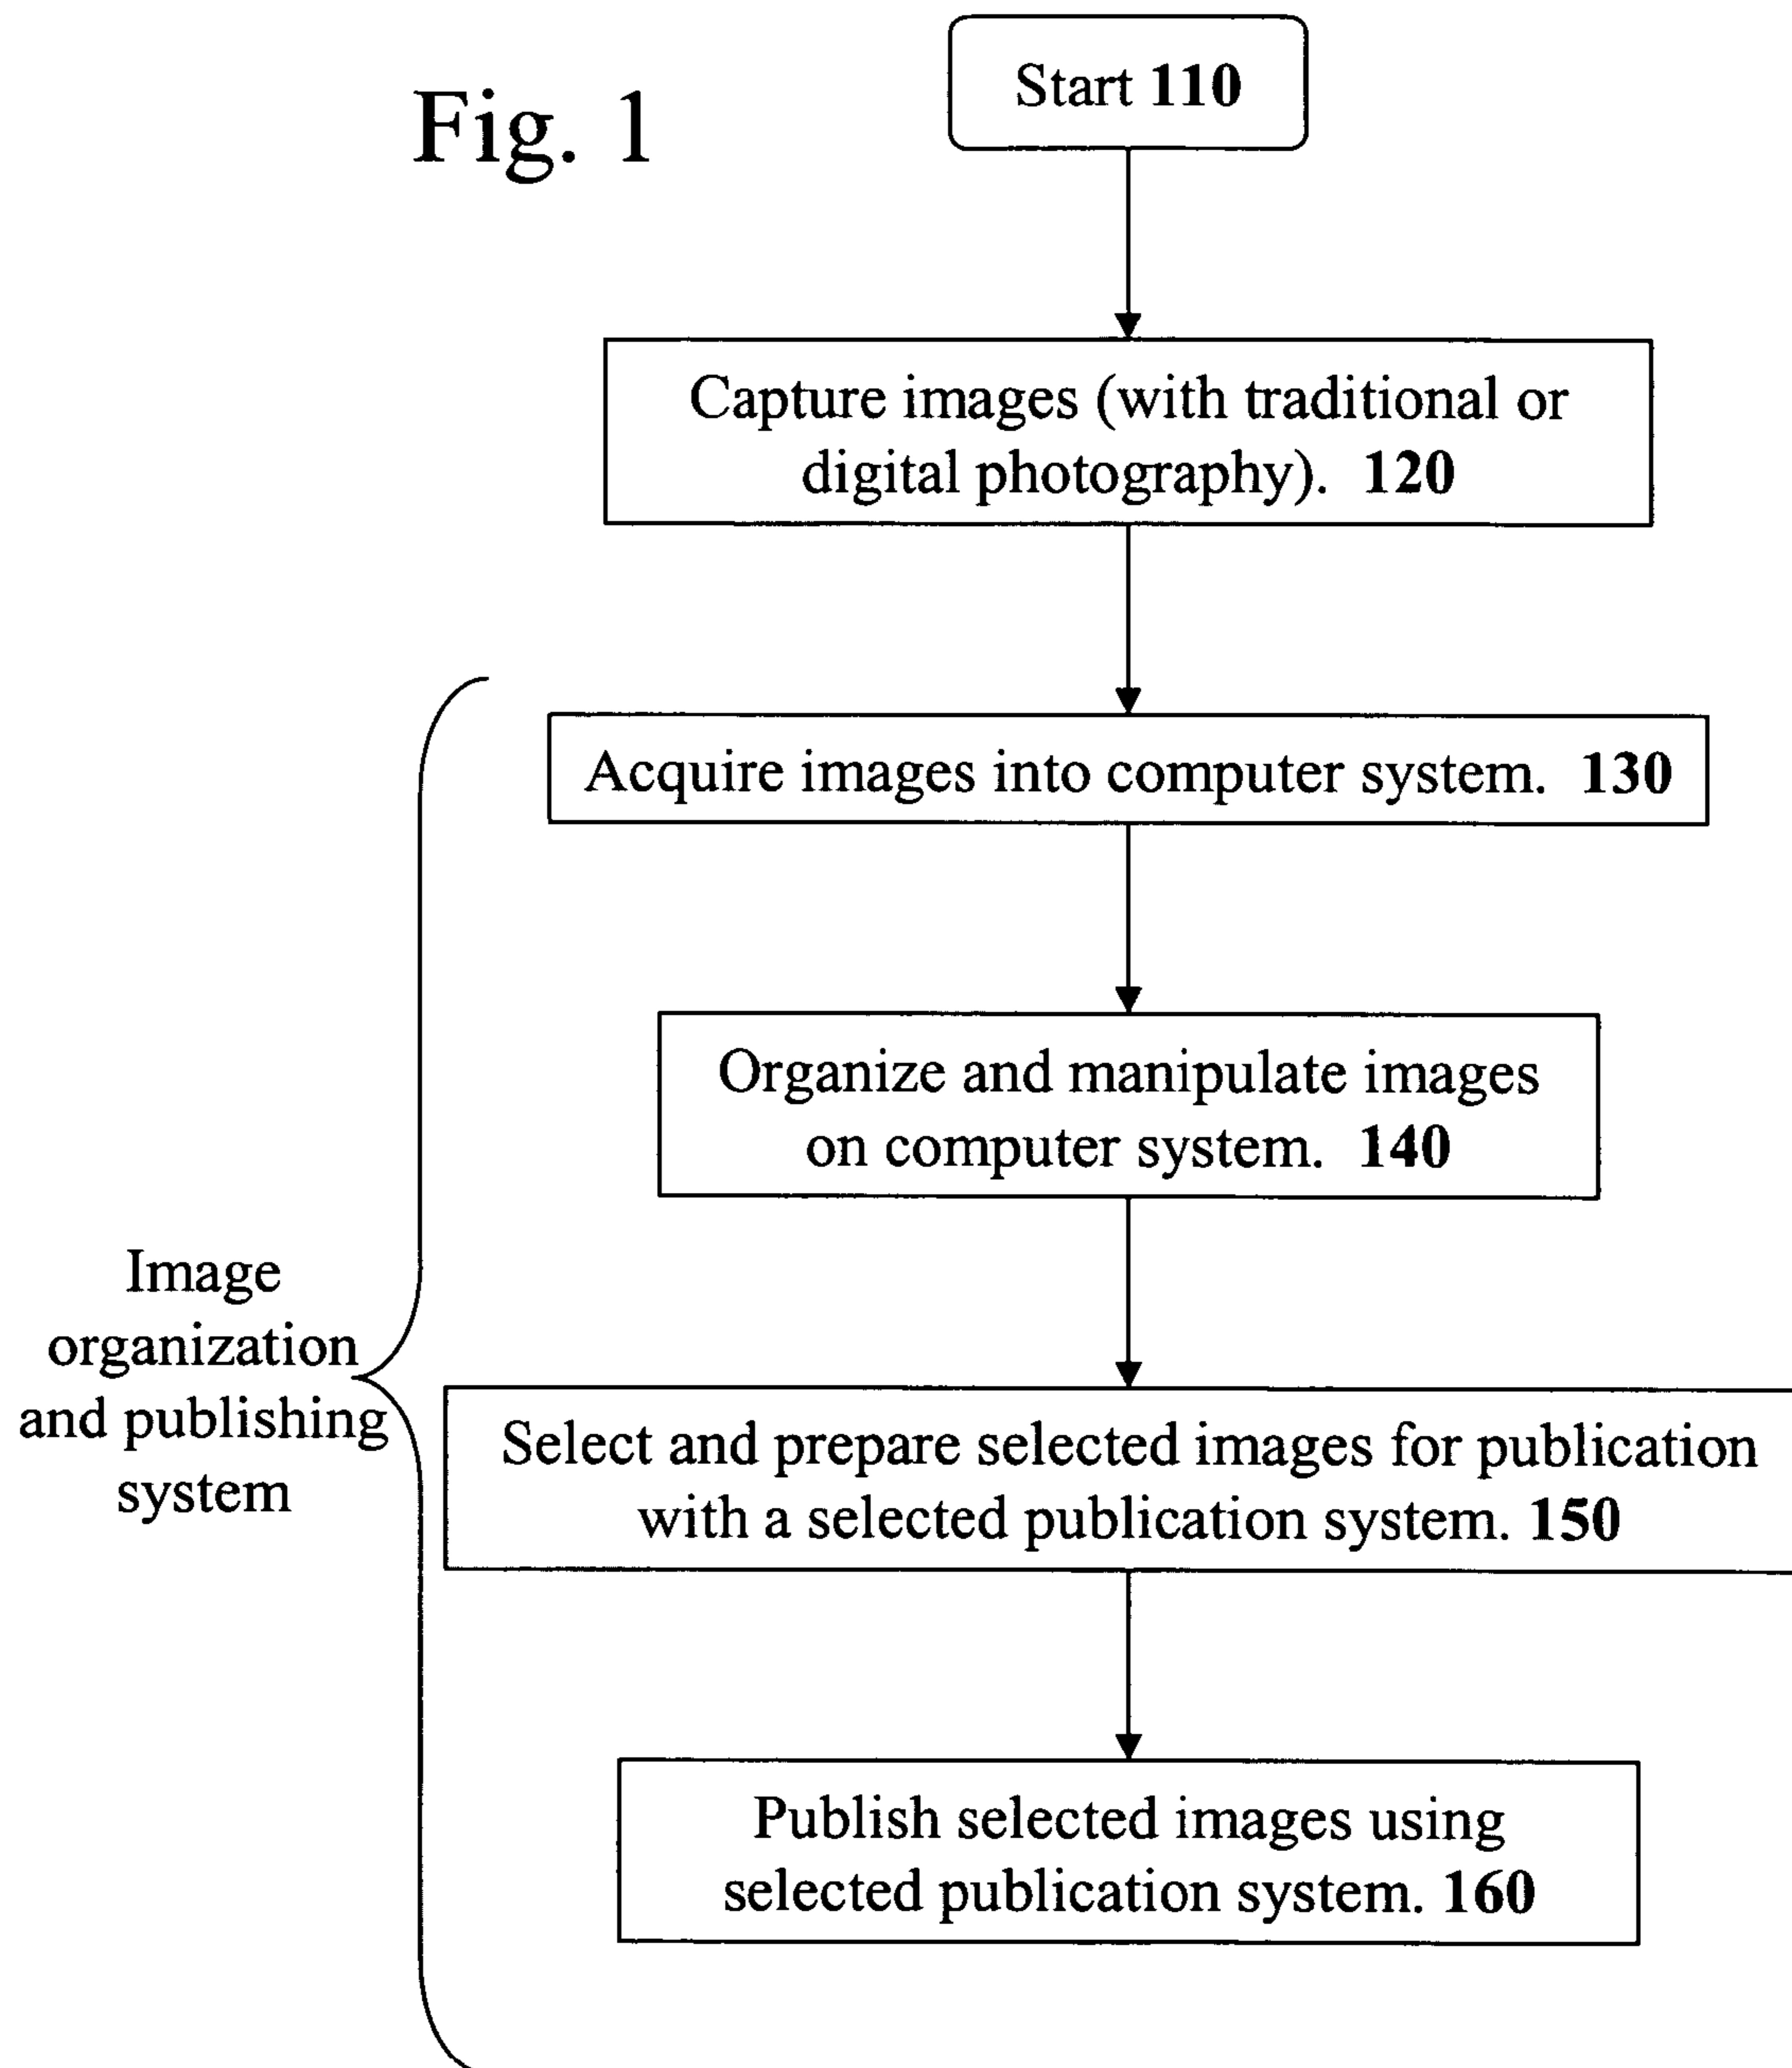 Fig. 1
Start 110
Capture images (with traditional or
digital photography). 120
Acquire images into computer system. 130
Organize and manipulate images
on computer system. 140
Image
organization
and publishing
system
Select and prepare selected images for publication
with a selected publication system. 150
Publish selected images using
selected publication system. 160